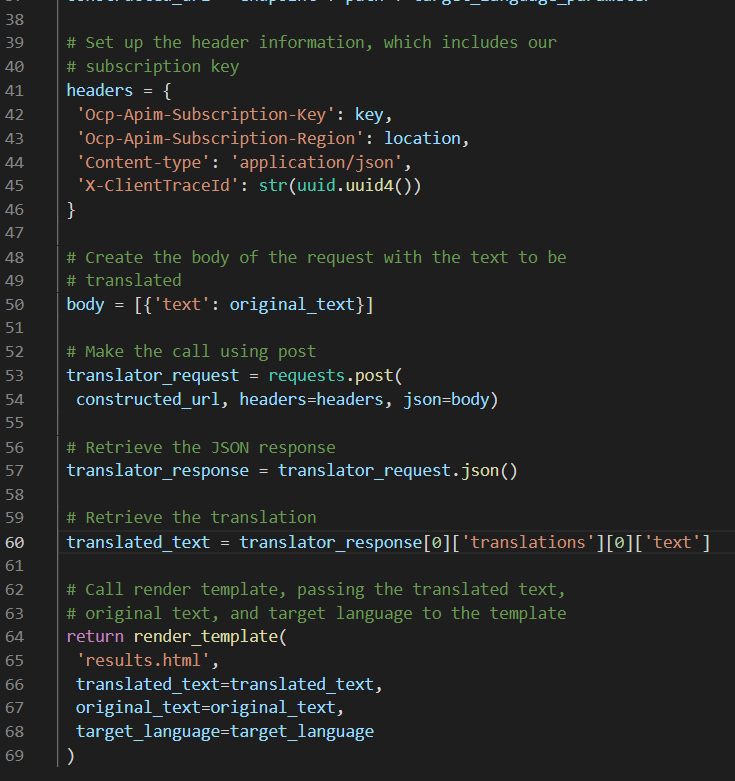 38
39 # Set up the header information, which includes our
40 # subscription key
41 headers = {
42 'Ocp-Apim-Subscription-Key': key,
43 'Ocp-Apim-Subscription-Region': location,
44 'Content-type': 'application/json',
45 'X-ClientTraceId': str(uuid.uuid4())
46 }
47
48 # Create the body of the request with the text to be
49 # translated
50 body = [{'text': original_text}]
51
52 # Make the call using post
53 translator_request = requests.post(
54 constructed_url, headers=headers, json=body)
55
56 # Retrieve the JSON response
57 translator_response = translator_request.json()
58
59 # Retrieve the translation
60 translated_text = translator_response[0]['translations'][0]['text']
61
62 # Call render template, passing the translated text,
63 # original text, and target language to the template
64 return render_template(
65 'results.html',
66 translated_text=translated_text,
67 original_text=original_text,
68 target_language=target_language
69 )